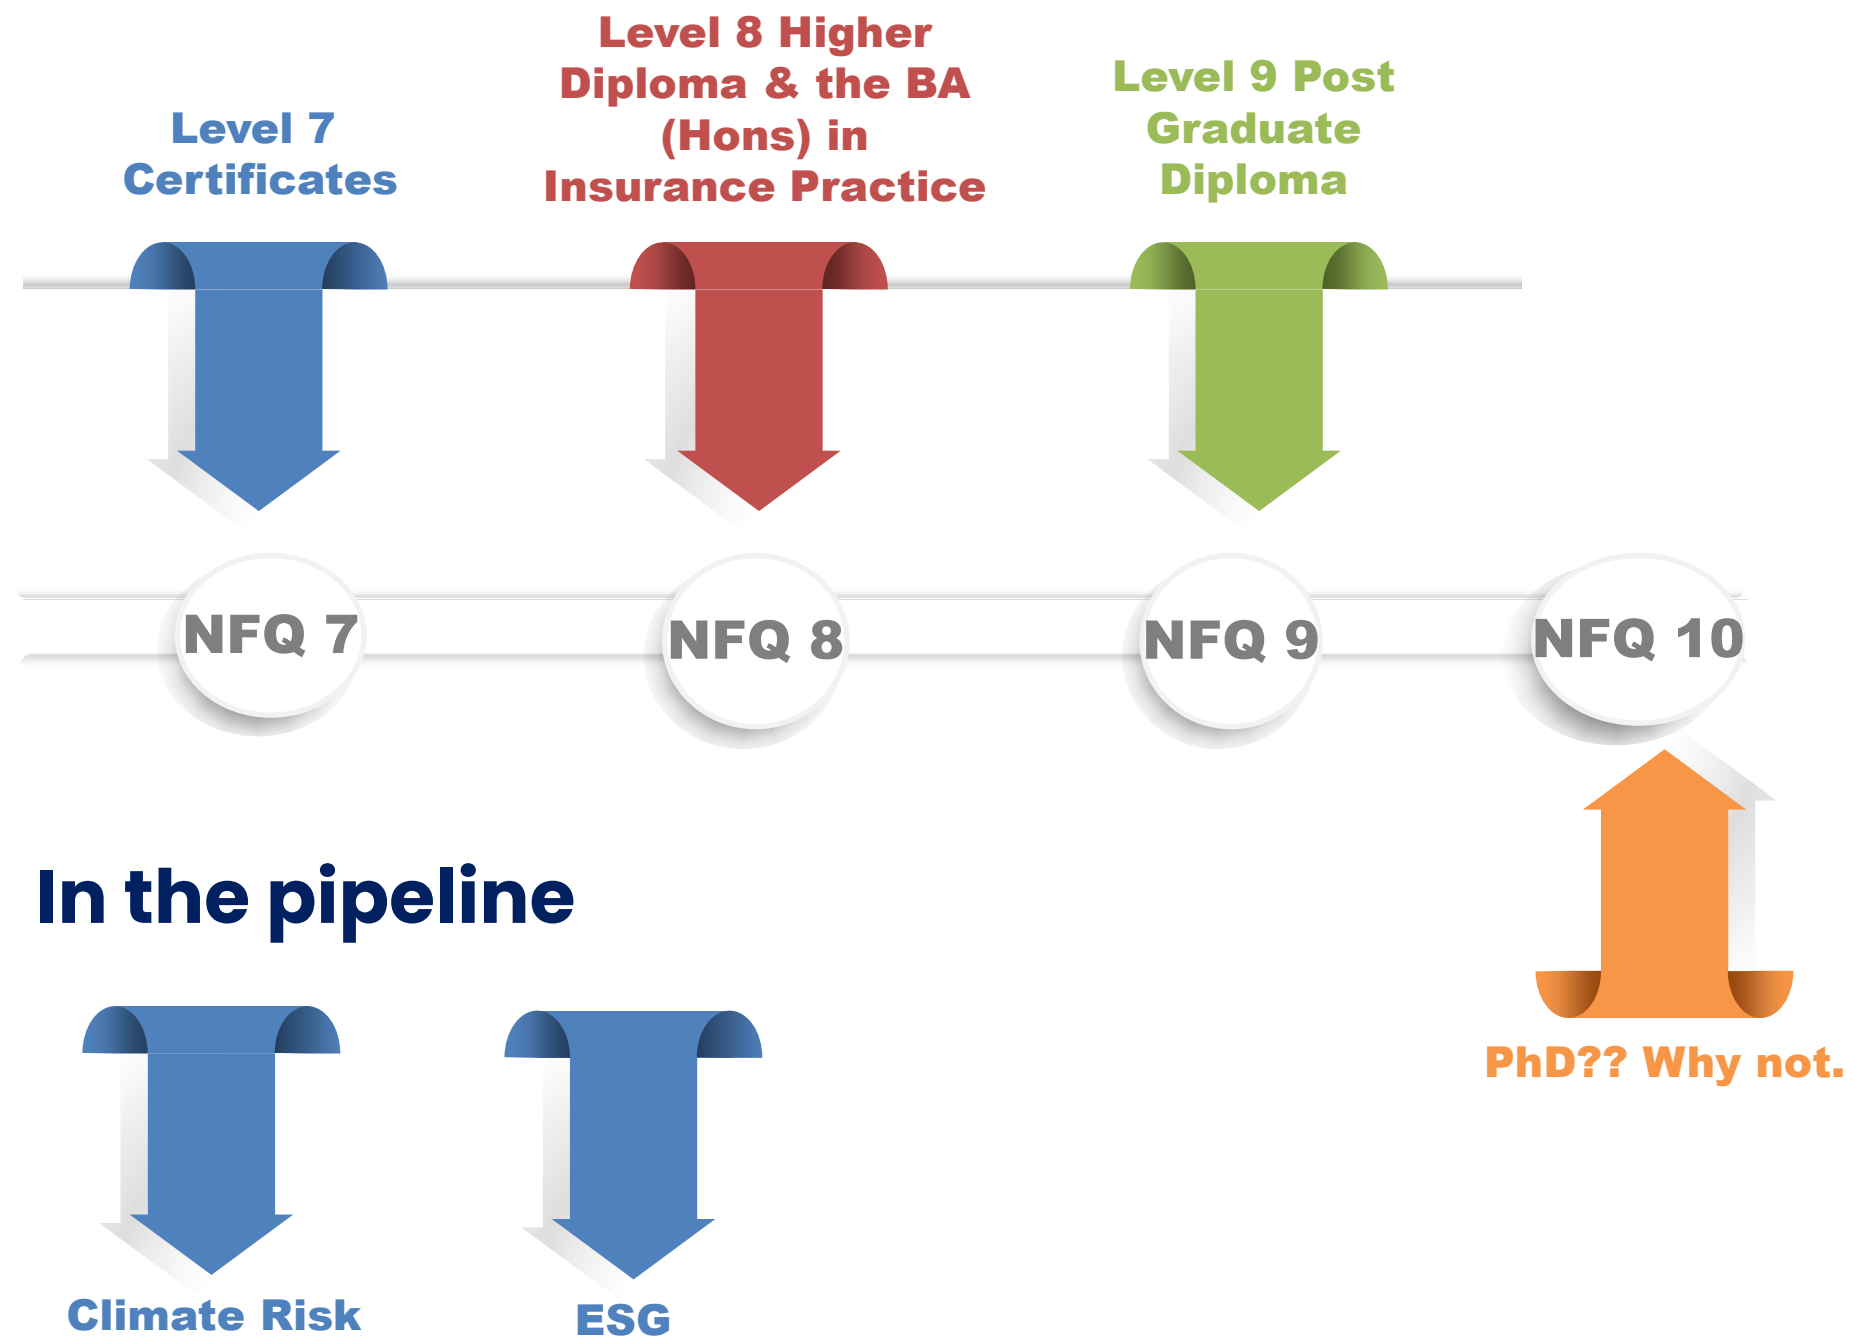 Level 7
Certificates
Level 8 Higher
Diploma & the BA
(Hons) in
Insurance Practice
Level 9 Post
Graduate
Diploma
NFQ 7
NFQ 8
NFQ 9
NFQ 10
In the pipeline
PhD?? Why not.
Climate Risk
ESG